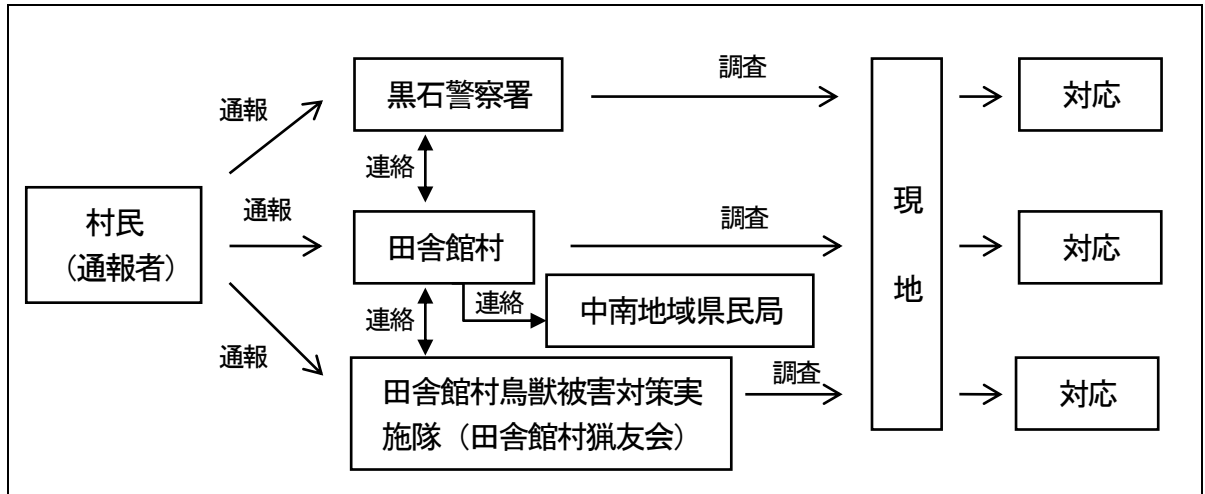 調査
黒石警察署
対応
通報
連絡
村民
（通報者）
通報
田舎館村
調査
現地
対応
連絡
連絡
中南地域県民局
通報
田舎館村鳥獣被害対策実
施隊（田舎館村猟友会）
調査
対応